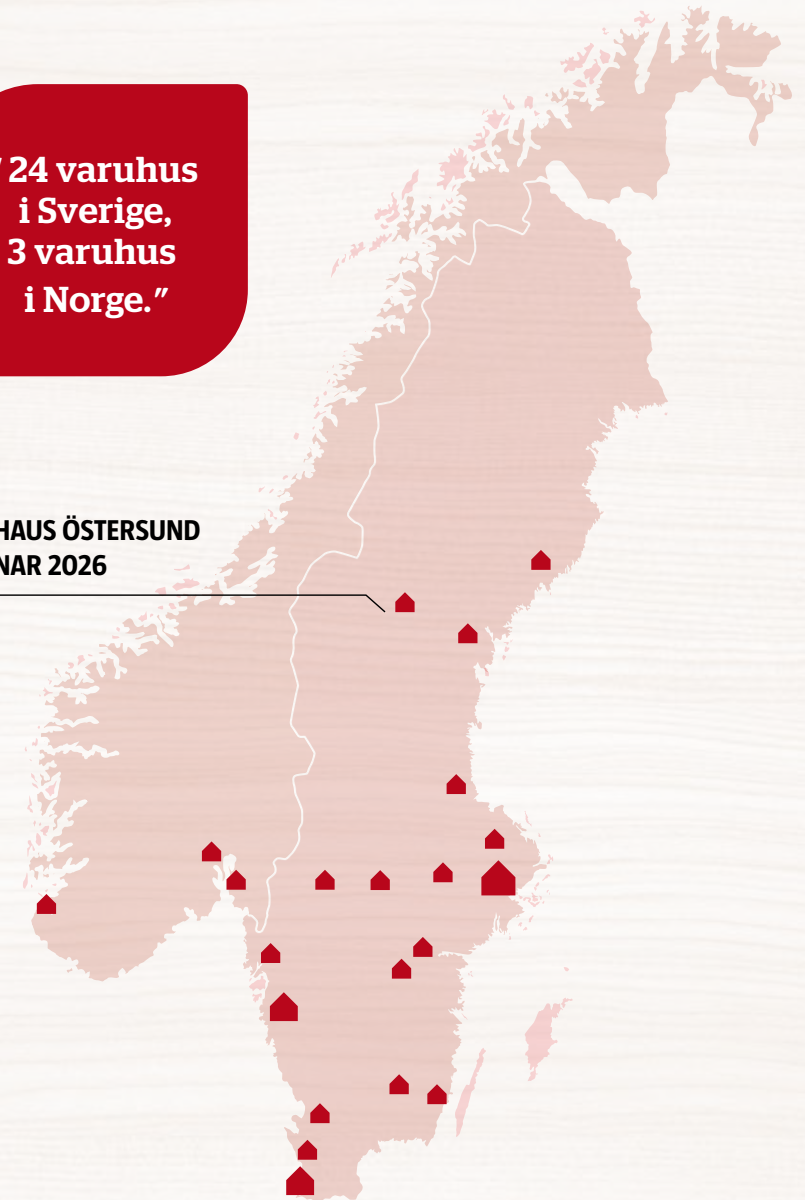 " 24 varuhus
i Sverige,
3 varuhus
i Norge."
HAUS ÖSTERSUND
NAR 2026